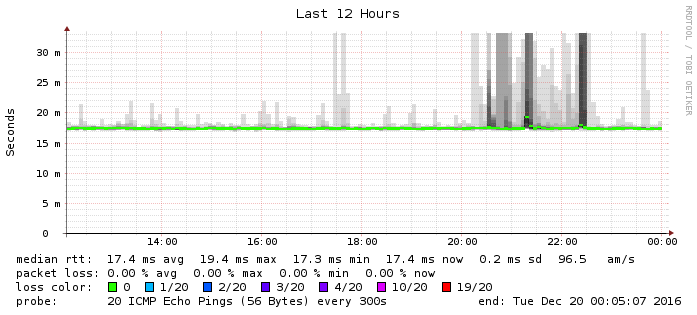 Last 12 Hours
RRDTOOL / TOBI OETIKER
Seconds
30 m
25 m
20 m
15 m
10 m
5 m
0
14:00 16:00 18:00 20:00 22:00 00:00
median rtt: 17.4 ms avg 19.4 ms max 17.3 ms min 17.4 ms now 0.2 ms sd 96.5 am/s
packet loss: 0.00 % avg 0.00 % max 0.00 % min 0.00 % now
loss color: 0 1/20 2/20 3/20 4/20 10/20 19/20
probe: 20 ICMP Echo Pings (56 Bytes) every 300s end: Tue Dec 20 00:05:07 2016